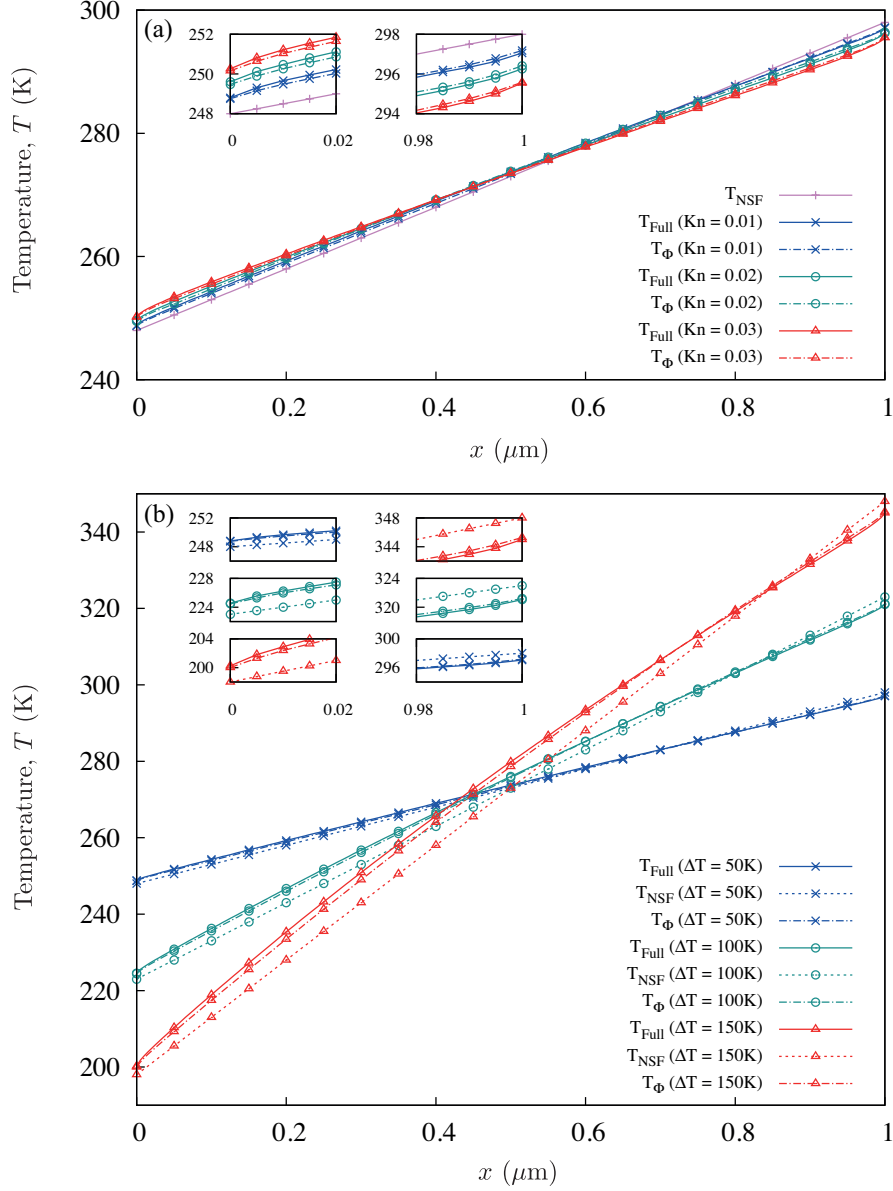 (a)
252
250
248
0
0.02
298
296
294
0.98
1
300
280
260
240
Temperature, T (K)
T_NSF
T_Full (Kn = 0.01)
T_Φ (Kn = 0.01)
T_Full (Kn = 0.02)
T_Φ (Kn = 0.02)
T_Full (Kn = 0.03)
T_Φ (Kn = 0.03)
0 0.2 0.4 0.6 0.8 1
x (μm)
(b)
252
248
228
224
204
200
0
0.02
348
344
324
320
300
296
0.98
1
340
320
300
280
260
240
220
200
Temperature, T (K)
T_Full (ΔT = 50K)
T_NSF (ΔT = 50K)
T_Φ (ΔT = 50K)
T_Full (ΔT = 100K)
T_NSF (ΔT = 100K)
T_Φ (ΔT = 100K)
T_Full (ΔT = 150K)
T_NSF (ΔT = 150K)
T_Φ (ΔT = 150K)
0 0.2 0.4 0.6 0.8 1
x (μm)